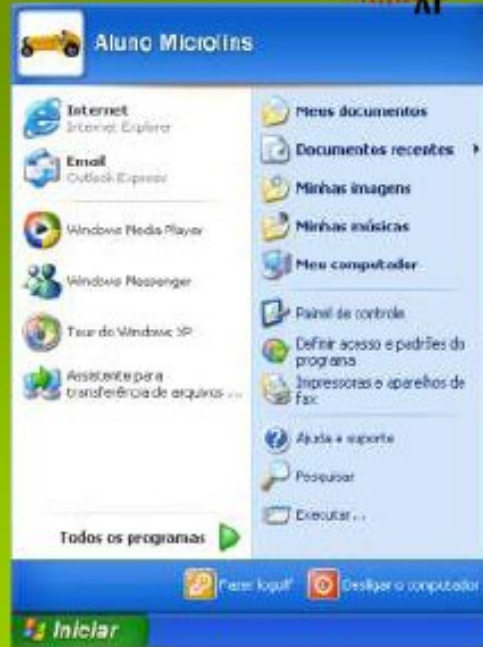 XP
Aluno Microlins
Internet
Internet Explorer
Email
Outlook Express
Windows Media Player
Windows Messenger
Tour do Windows XP
Assistente para
transferência de arquivos ...
Todos os programas
Meus documentos
Documentos recentes
Minhas imagens
Minhas músicas
Meu computador
Painel de controle
Definir acesso e padrões do
programa
Impressoras e aparelhos de
fax
Ajuda e suporte
Pesquisar
Executar...
Fazer logoff
Desligar o computador
Iniciar